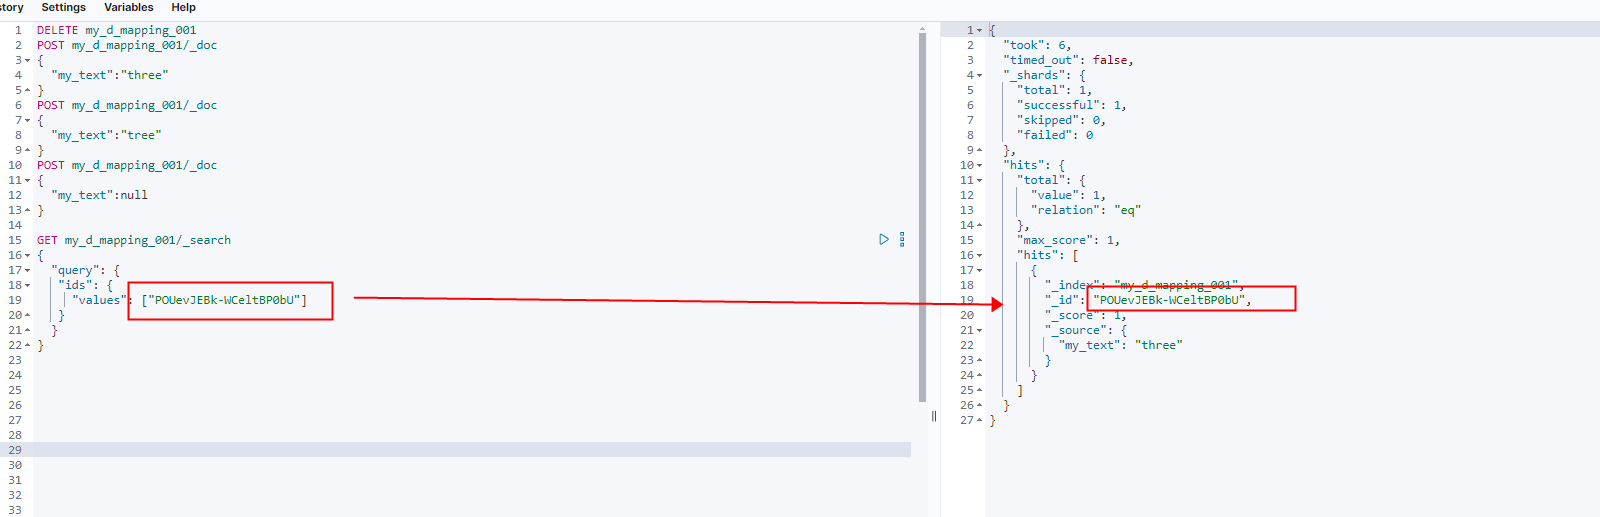 story Settings Variables Help
1 DELETE my_d_mapping_001
2 POST my_d_mapping_001/_doc
3 {
4 "my_text":"three"
5 }
6 POST my_d_mapping_001/_doc
7 {
8 "my_text":"tree"
9 }
10 POST my_d_mapping_001/_doc
11 {
12 "my_text":null
13 }
14
15 GET my_d_mapping_001/_search
16 {
17 "query": {
18 "ids": {
19 "values": ["POUevJEBk-WCeltBP0bU"]
20 }
21 }
22 }
23
24
25
26
27
28
29
30
31
32
33
1 {
2 "took": 6,
3 "timed_out": false,
4 "_shards": {
5 "total": 1,
6 "successful": 1,
7 "skipped": 0,
8 "failed": 0
9 },
10 "hits": {
11 "total": {
12 "value": 1,
13 "relation": "eq"
14 },
15 "max_score": 1,
16 "hits": [
17 {
18 "_index": "my_d_mapping_001",
19 "_id": "POUevJEBk-WCeltBP0bU",
20 "_score": 1,
21 "_source": {
22 "my_text": "three"
23 }
24 }
25 ]
26 }
27 }